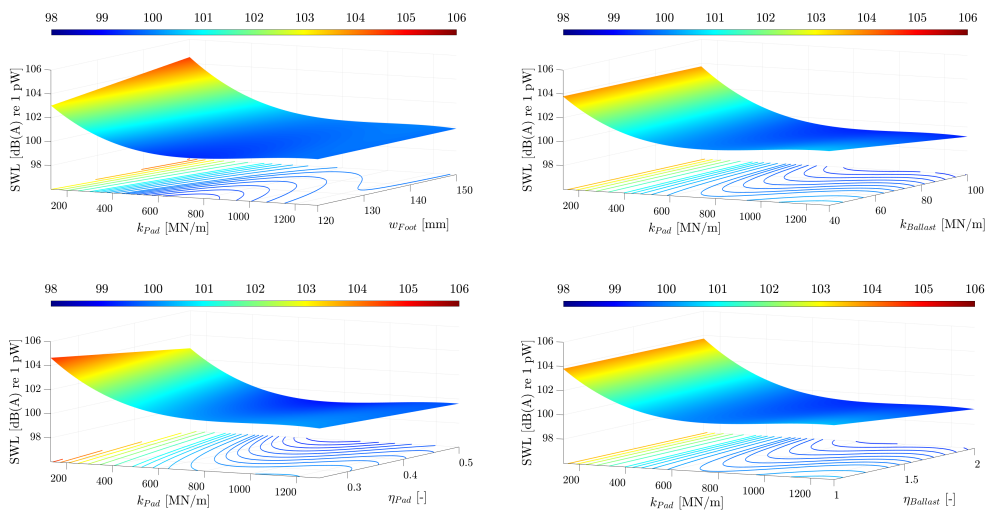 98 99 100 101 102 103 104 105 106
SWL [dB(A) re 1 pW]
106
104
102
100
98
200 400 600 800 1000 1200
k_Pad [MN/m]
120 130 140 150
w_Foot [mm]
98 99 100 101 102 103 104 105 106
SWL [dB(A) re 1 pW]
106
104
102
100
98
200 400 600 800 1000 1200
k_Pad [MN/m]
40 60 80 100
k_Ballast [MN/m]
98 99 100 101 102 103 104 105 106
SWL [dB(A) re 1 pW]
106
104
102
100
98
200 400 600 800 1000 1200
k_Pad [MN/m]
0.3 0.4 0.5
η_Pad [-]
98 99 100 101 102 103 104 105 106
SWL [dB(A) re 1 pW]
106
104
102
100
98
200 400 600 800 1000 1200
k_Pad [MN/m]
1 1.5 2
η_Ballast [-]